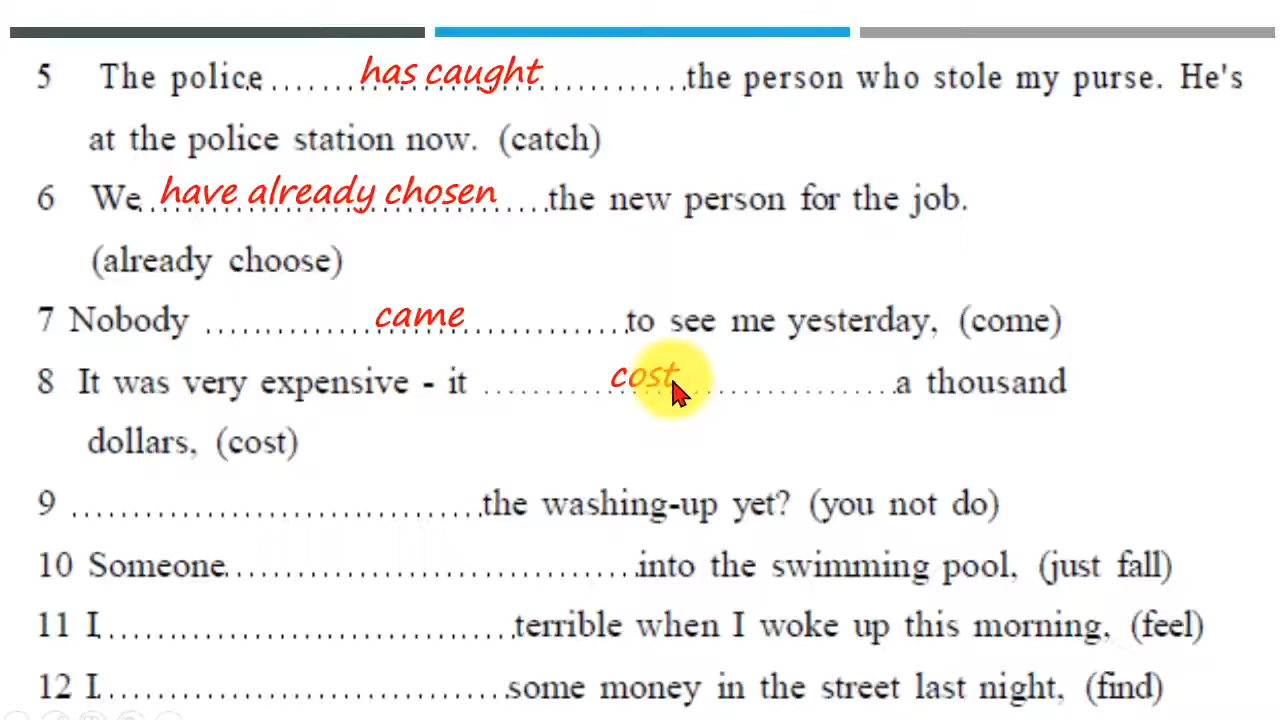 5 The police ........ has caught ........ the person who stole my purse. He's
at the police station now. (catch)
6 We have already chosen ..... the new person for the job.
(already choose)
7 Nobody ........ came ........ to see me yesterday, (come)
8 It was very expensive - it ........ cost ........ a thousand
dollars, (cost)
9 ........ the washing-up yet? (you not do)
10 Someone ........ into the swimming pool, (just fall)
11 I ........ terrible when I woke up this morning, (feel)
12 I ........ some money in the street last night, (find)